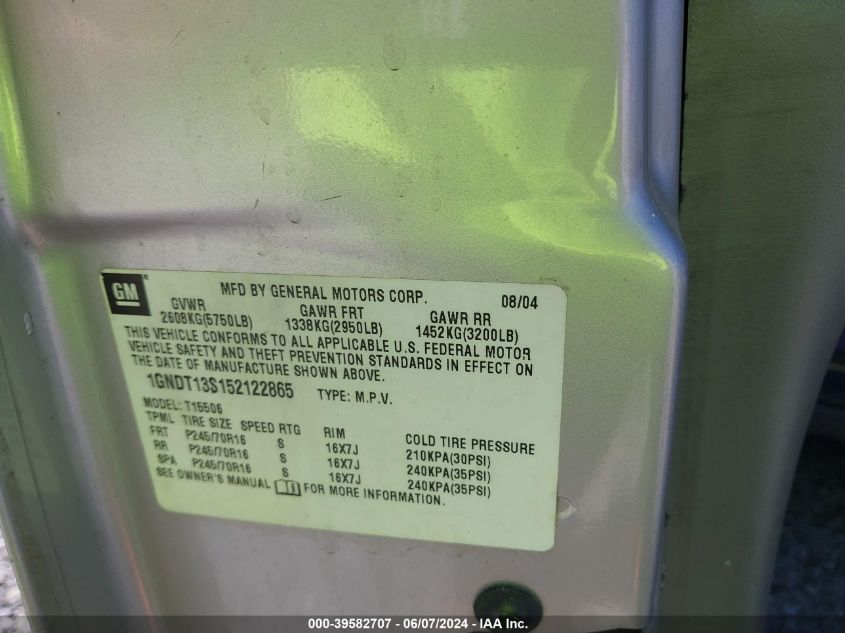 GM
MFD BY GENERAL MOTORS CORP. 08/04
GVWR GAWR FRT GAWR RR
2608KG(5750LB) 1338KG(2950LB) 1452KG(3200LB)
THIS VEHICLE CONFORMS TO ALL APPLICABLE U.S. FEDERAL MOTOR
VEHICLE SAFETY AND THEFT PREVENTION STANDARDS IN EFFECT ON
THE DATE OF MANUFACTURE SHOWN ABOVE.
1GNDT13S152122865 TYPE: M.P.V.
MODEL: T15506
TPML TIRE SIZE SPEED RTG RIM COLD TIRE PRESSURE
FRT P245/70R16 S 16X7J 210KPA(30PSI)
RR P245/70R16 S 16X7J 240KPA(35PSI)
SPA P245/70R16 S 16X7J 240KPA(35PSI)
SEE OWNER'S MANUAL FOR MORE INFORMATION.
000-39582707 - 06/07/2024 - IAA Inc.